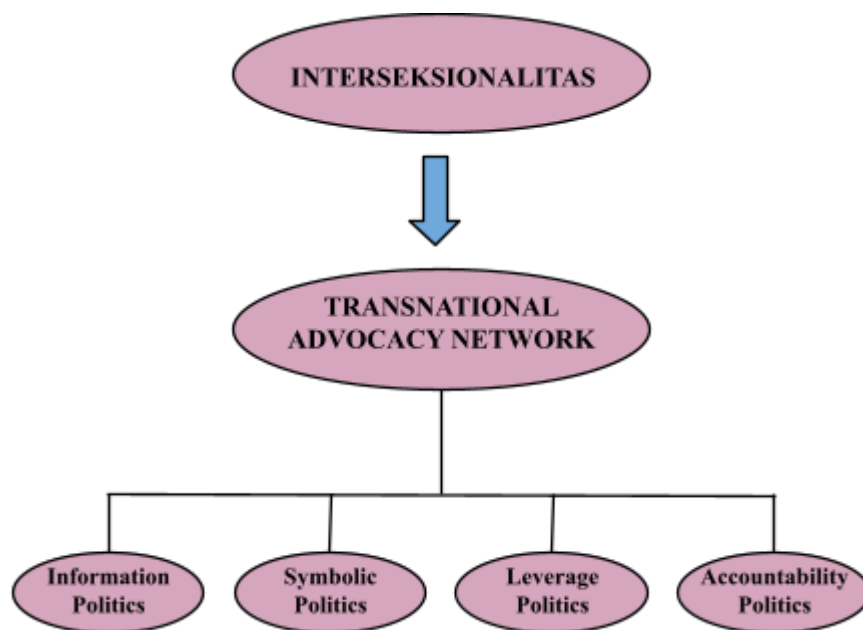 INTERSEKSIONALITAS
TRANSNATIONAL
ADVOCACY NETWORK
Information
Politics
Symbolic
Politics
Leverage
Politics
Accountability
Politics